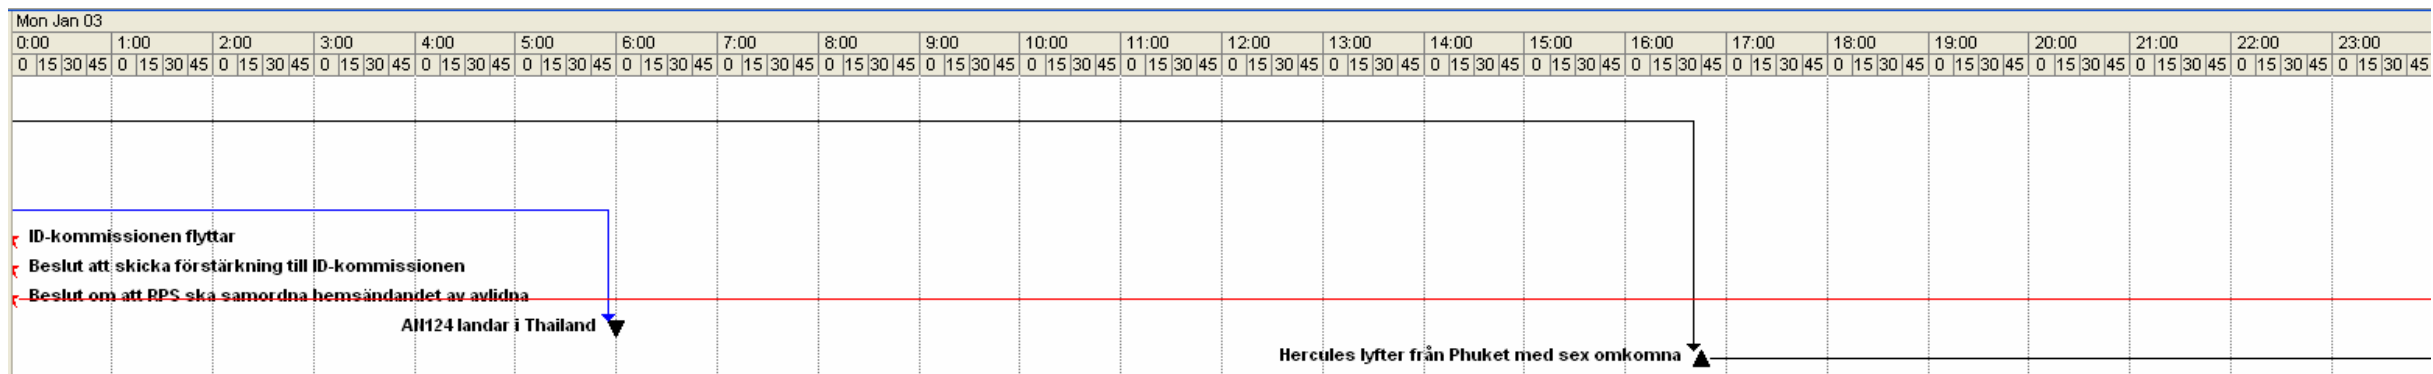 Mon Jan 03
0:00 1:00 2:00 3:00 4:00 5:00 6:00 7:00 8:00 9:00 10:00 11:00 12:00 13:00 14:00 15:00 16:00 17:00 18:00 19:00 20:00 21:00 22:00 23:00
0 15 30 45 0 15 30 45 0 15 30 45 0 15 30 45 0 15 30 45 0 15 30 45 0 15 30 45 0 15 30 45 0 15 30 45 0 15 30 45 0 15 30 45 0 15 30 45 0 15 30 45 0 15 30 45 0 15 30 45 0 15 30 45 0 15 30 45 0 15 30 45 0 15 30 45 0 15 30 45 0 15 30 45 0 15 30 45 0 15 30 45 0 15 30 45
ID-kommissionen flyttar
Beslut att skicka förstärkning till ID-kommissionen
Beslut om att RPS ska samordna hemsändandet av avlidna
AN124 landar i Thailand
Hercules lyfter från Phuket med sex omkomna